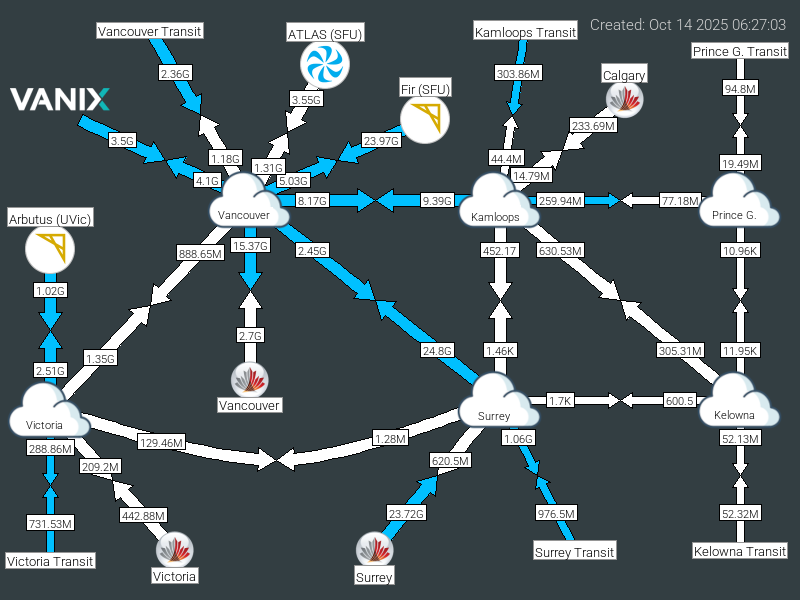 Created: Oct 14 2025 06:27:03
Vancouver Transit
ATLAS (SFU)
Kamloops Transit
Prince G. Transit
2.36G
303.86M
Calgary
94.8M
VANIX
3.55G
Fir (SFU)
3.5G
23.97G
233.69M
1.18G
1.31G
44.4M
19.49M
4.1G
5.03G
14.79M
8.17G
9.39G
259.94M
77.18M
Arbutus (UVic)
Vancouver
Kamloops
Prince G.
888.65M
15.37G
2.45G
452.17
630.53M
10.96K
1.02G
2.7G
1.35G
24.8G
1.46K
305.31M
11.95K
2.51G
Vancouver
1.7K
600.5
Victoria
Surrey
Kelowna
129.46M
1.28M
1.06G
52.13M
288.86M
209.2M
620.5M
731.53M
442.88M
23.72G
976.5M
52.32M
Victoria Transit
Victoria
Surrey
Surrey Transit
Kelowna Transit